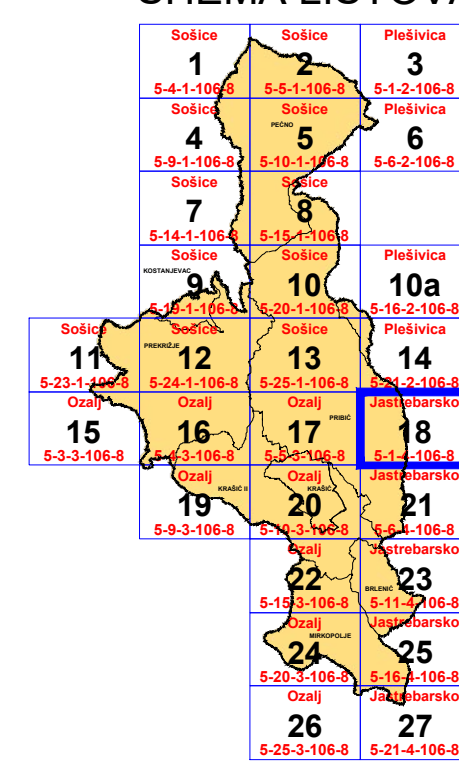 SHEMA LISTOVA
Sošice Sošice Plešivica
1 2 3
5-4-1-106-8 5-5-1-106-8 5-1-2-106-8
Sošice Sošice Plešivica
PEČNO
4 5 6
5-9-1-106-8 5-10-1-106-8 5-6-2-106-8
Sošice Sošice
7 8
5-14-1-106-8 5-15-1-106-8
Sošice Sošice Plešivica
KOSTANJEVAC
9 10 10a
5-19-1-106-8 5-20-1-106-8 5-16-2-106-8
Sošice Sošice Sošice Plešivica
PREKRIŽJE
11 12 13 14
5-23-1-106-8 5-24-1-106-8 5-25-1-106-8 5-21-2-106-8
Ozalj Ozalj Ozalj Jastrebarsko
PRIBIĆ
15 16 17 18
5-3-3-106-8 5-4-3-106-8 5-5-3-106-8 5-1-4-106-8
Ozalj Ozalj Jastrebarsko
KRAŠIĆ II KRAŠIĆ
19 20 21
5-9-3-106-8 5-10-3-106-8 5-6-4-106-8
Ozalj Jastrebarsko
22 BRLENIĆ 23
5-15-3-106-8 5-11-4-106-8
Ozalj Jastrebarsko
MIRKOPOLJE
24 25
5-20-3-106-8 5-16-4-106-8
Ozalj Jastrebarsko
26 27
5-25-3-106-8 5-21-4-106-8